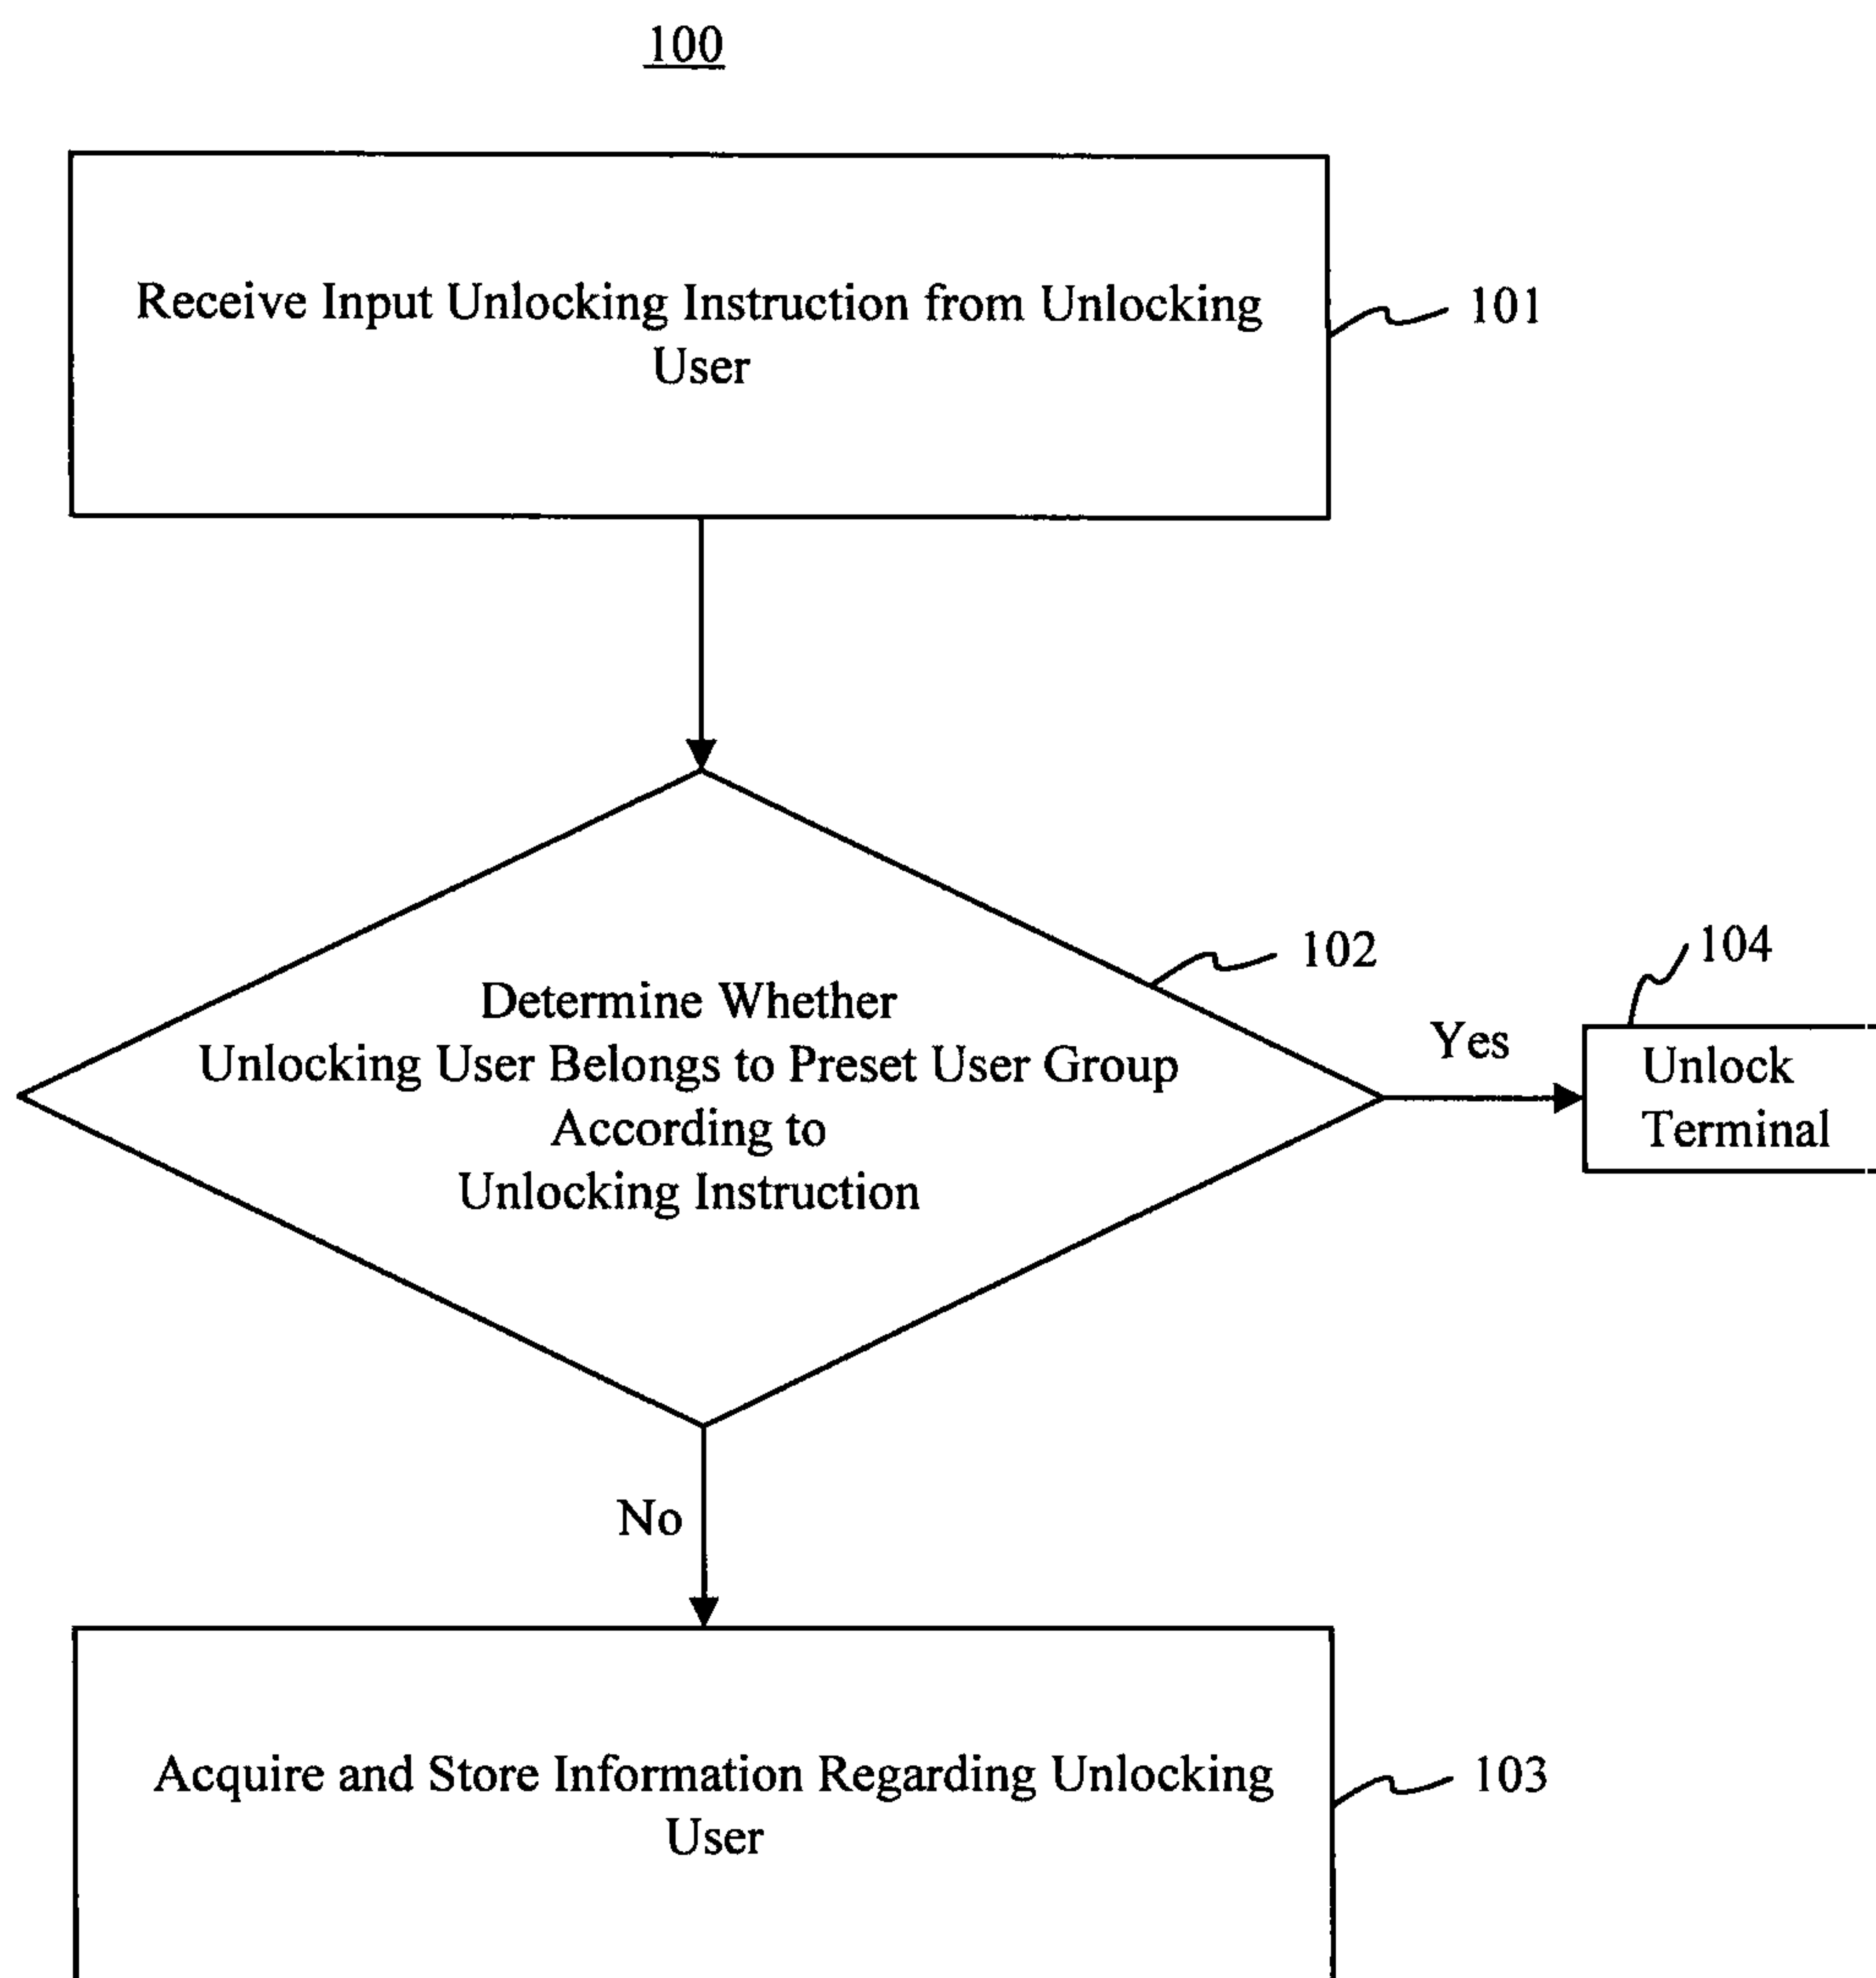 100
Receive Input Unlocking Instruction from Unlocking
User
101
102
Determine Whether
Unlocking User Belongs to Preset User Group
According to
Unlocking Instruction
Yes
104
Unlock
Terminal
No
Acquire and Store Information Regarding Unlocking
User
103